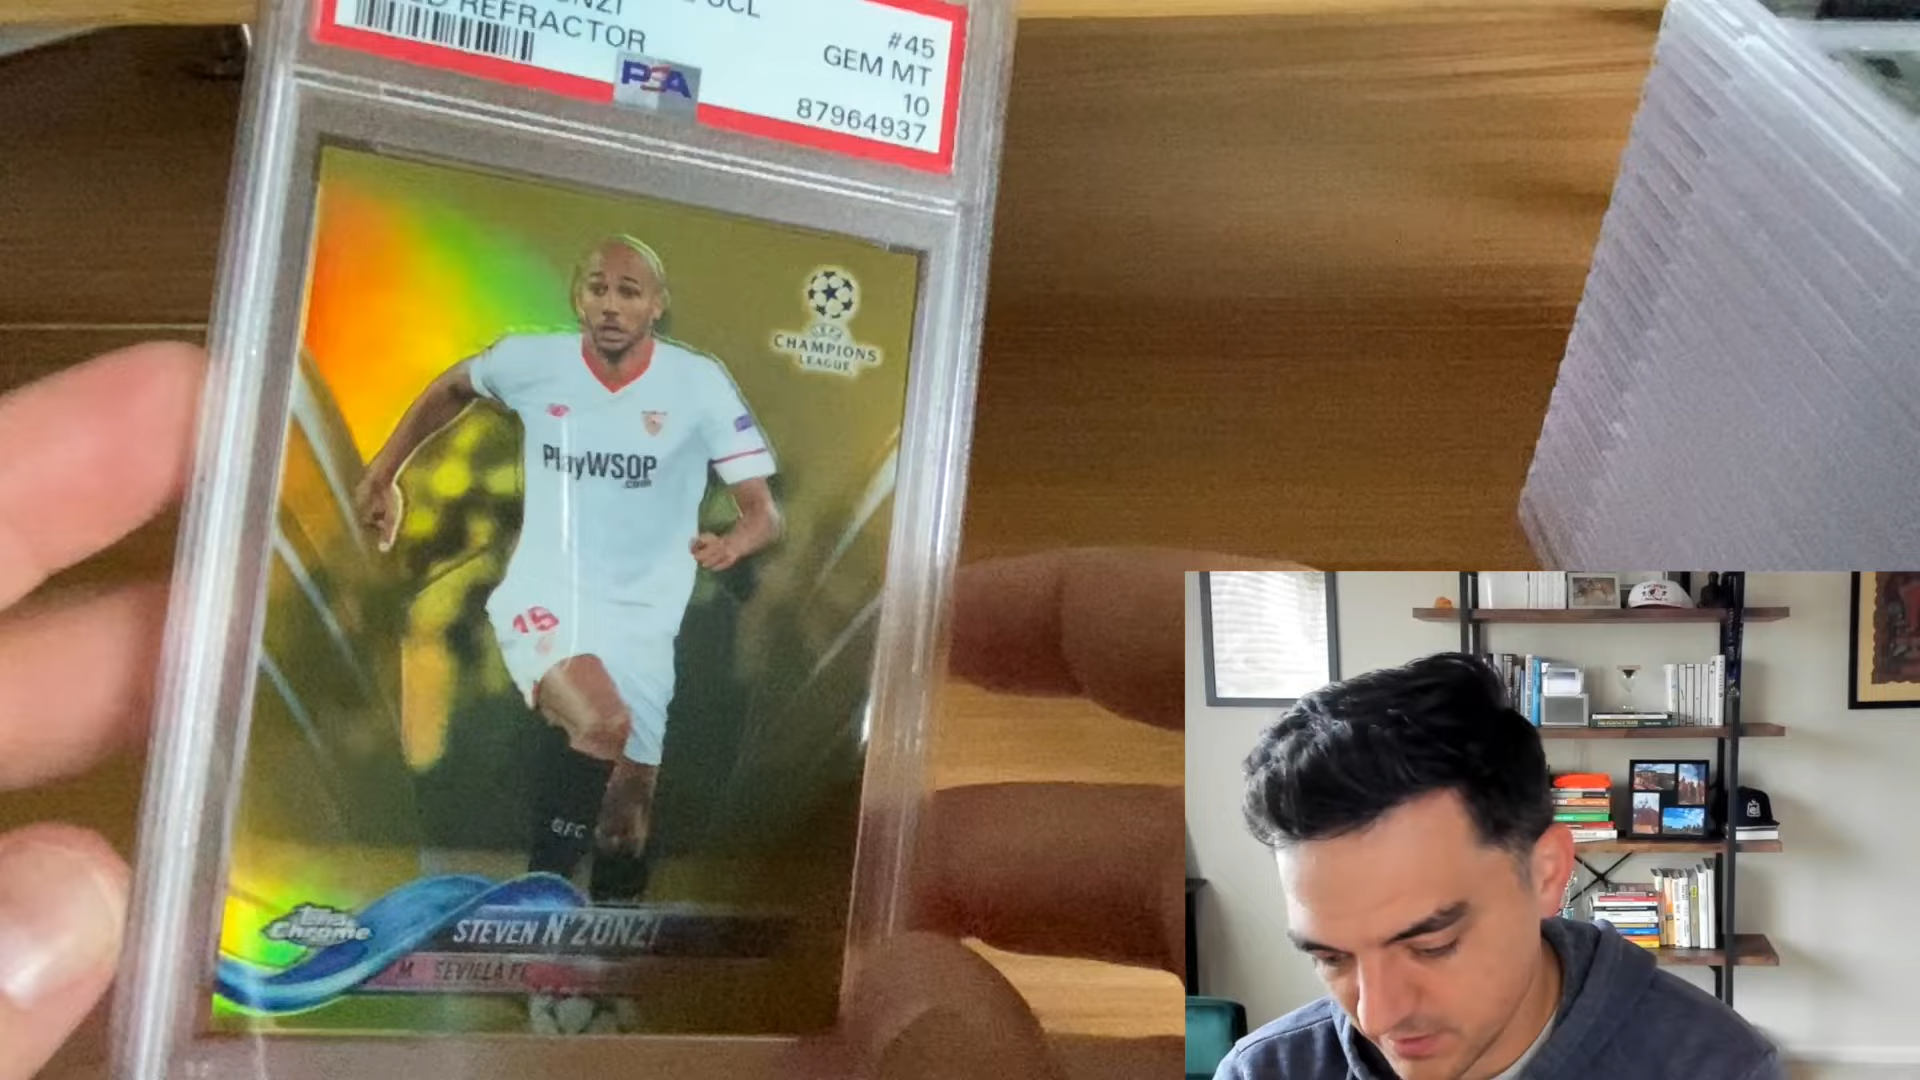 UCL
REFRACTOR
#45
GEM MT
10
87964937
PSA
UEFA
CHAMPIONS
LEAGUE
PlayWSOP
.com
15
Topps
Chrome
STEVEN N'ZONZI
M SEVILLA FC